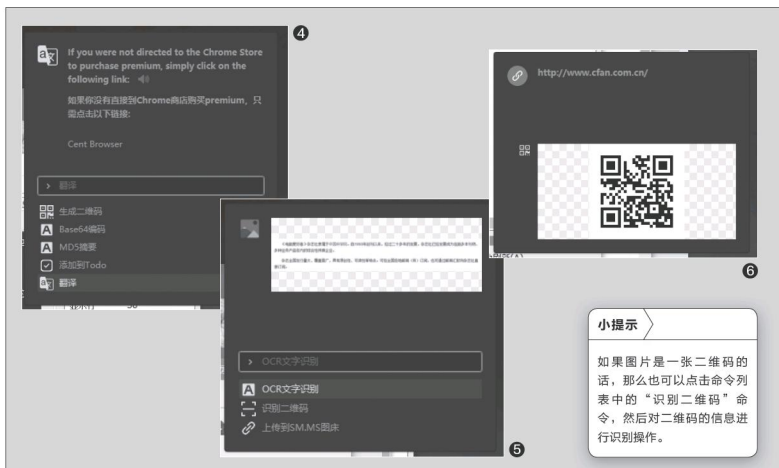 ④
If you were not directed to the Chrome Store
to purchase premium, simply click on the
following link:
如果你没有直接到Chrome商店购买premium，只
需点击以下链接:
Cent Browser
> 翻译
生成二维码
Base64编码
MD5摘要
添加到Todo
翻译
> OCR文字识别
OCR文字识别
识别二维码
上传到SM.MS图床
⑤
http://www.cfan.com.cn/
⑥
小提示
如果图片是一张二维码的
话，那么也可以点击命令列
表中的“识别二维码”命
令，然后对二维码的信息进
行识别操作。